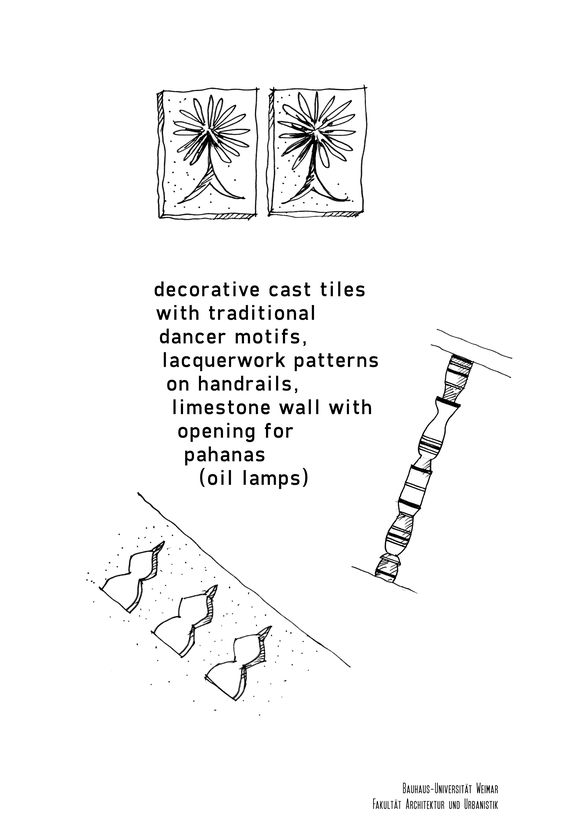 decorative cast tiles
with traditional
dancer motifs,
lacquerwork patterns
on handrails,
limestone wall with
opening for
pahanas
(oil lamps)
Bauhaus-Universität Weimar
Fakultät Architektur und Urbanistik